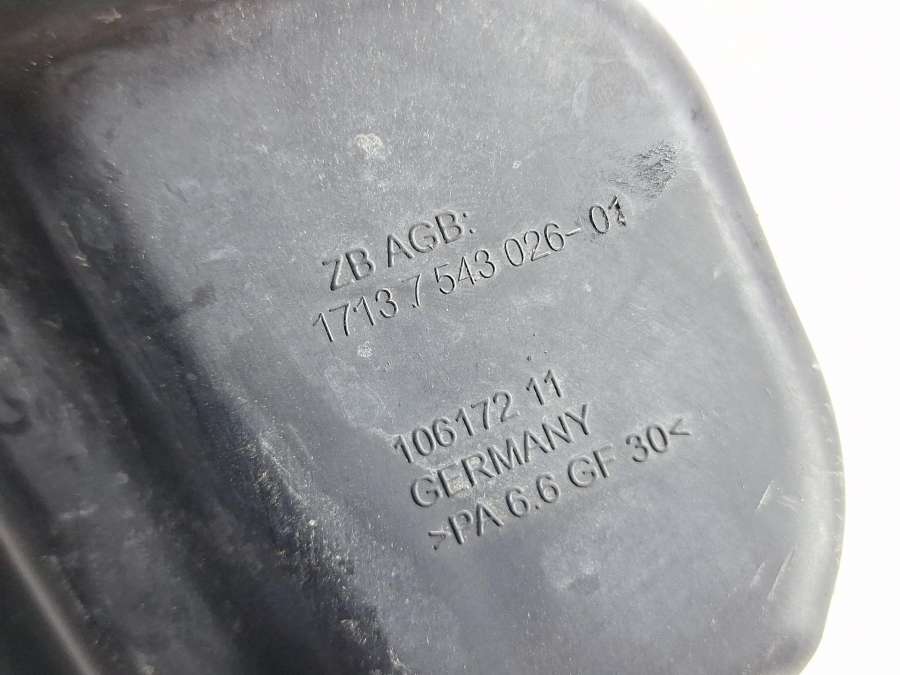 ZB AGB:
1713 7 543 026-01
106172 11
GERMANY
>PA 6.6 GF 30<